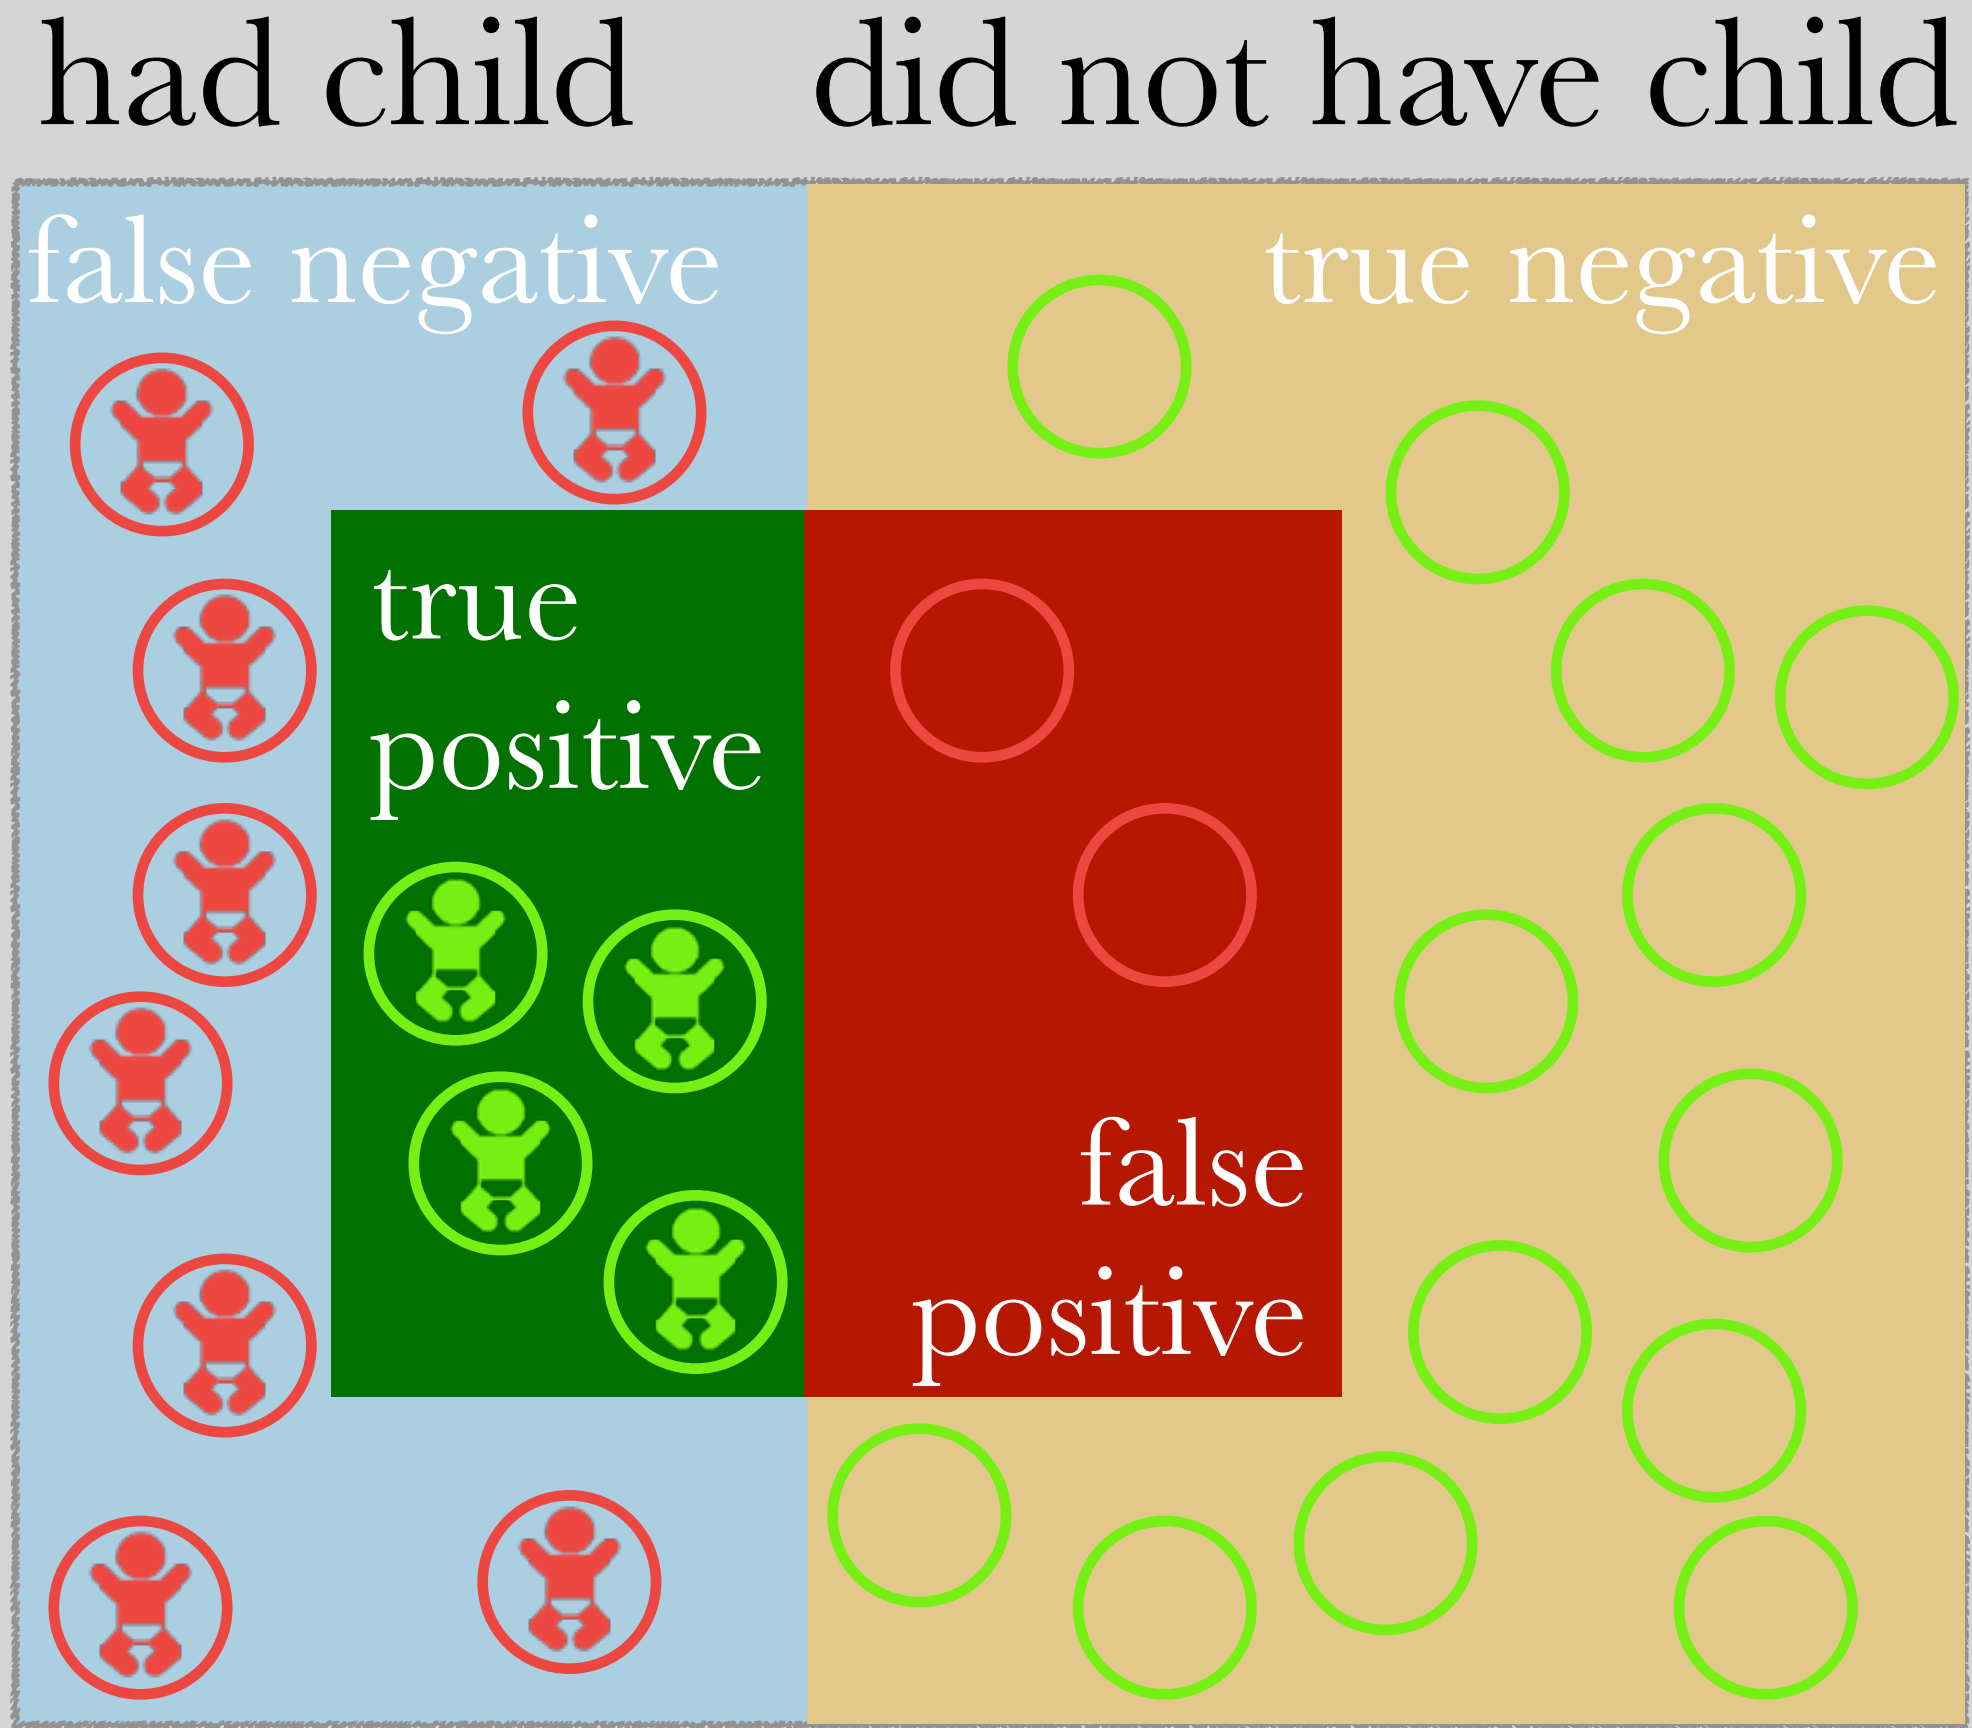 had child
did not have child
false negative
true negative
true
positive
false
positive